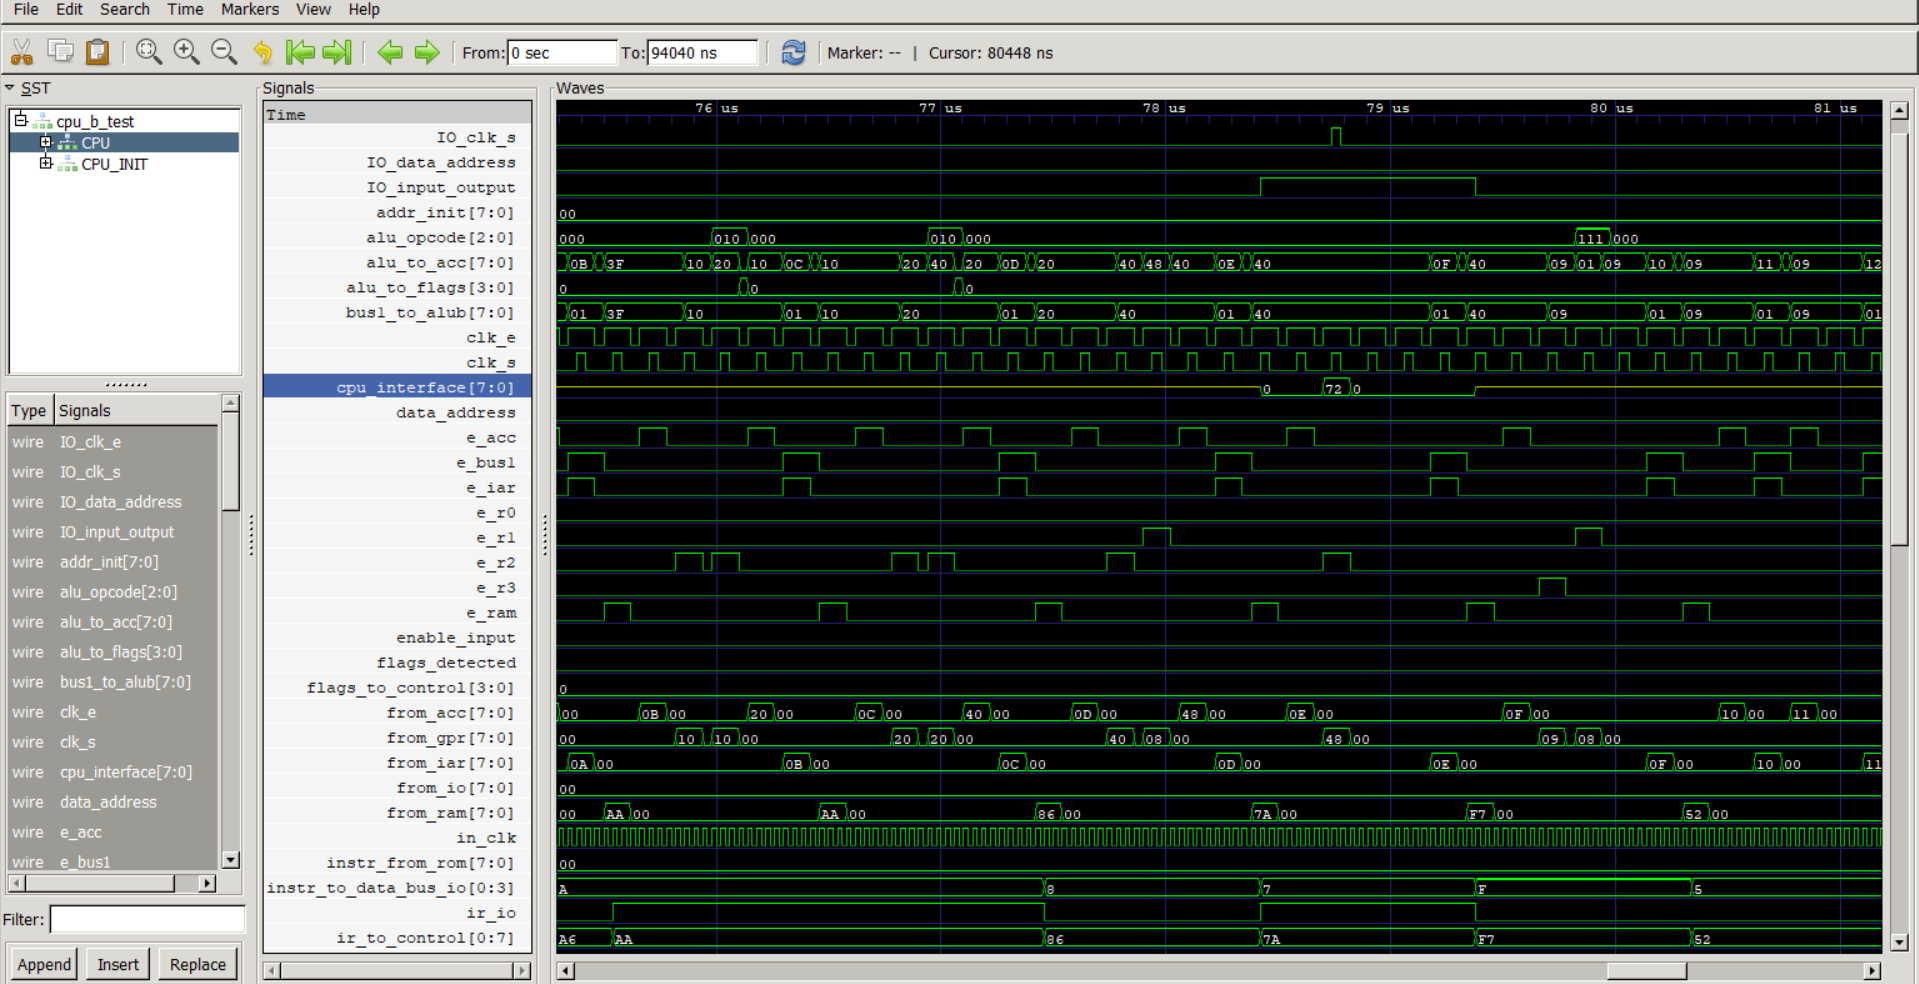 File Edit Search Time Markers View Help
From: 0 sec To: 94040 ns Marker: -- | Cursor: 80448 ns
SST
cpu_b_test
CPU
CPU_INIT
Type Signals
wire IO_clk_e
wire IO_clk_s
wire IO_data_address
wire IO_input_output
wire addr_init[7:0]
wire alu_opcode[2:0]
wire alu_to_acc[7:0]
wire alu_to_flags[3:0]
wire bus1_to_alub[7:0]
wire clk_e
wire clk_s
wire cpu_interface[7:0]
wire data_address
wire e_acc
wire e_bus1
Filter:
Append Insert Replace
Signals
Time
IO_clk_s
IO_data_address
IO_input_output
addr_init[7:0]
alu_opcode[2:0]
alu_to_acc[7:0]
alu_to_flags[3:0]
bus1_to_alub[7:0]
clk_e
clk_s
cpu_interface[7:0]
data_address
e_acc
e_bus1
e_iar
e_r0
e_r1
e_r2
e_r3
e_ram
enable_input
flags_detected
flags_to_control[3:0]
from_acc[7:0]
from_gpr[7:0]
from_iar[7:0]
from_io[7:0]
from_ram[7:0]
in_clk
instr_from_rom[7:0]
instr_to_data_bus_io[0:3]
ir_io
ir_to_control[0:7]
Waves
76 us 77 us 78 us 79 us 80 us 81 us
00
000 010 000 010 000 111 000
0B 3F 10 20 10 0C 10 20 40 20 0D 20 40 48 40 0E 40 0F 40 09 01 09 10 09 11 09 12
0 0 0
01 3F 10 01 10 20 01 20 40 01 40 01 40 09 01 09 01 09 01
0 72 0
0
00 0B 00 20 00 0C 00 40 00 0D 00 48 00 0E 00 0F 00 10 00 11 00
00 10 10 00 20 20 00 40 08 00 48 00 09 08 00
0A 00 0B 00 0C 00 0D 00 0E 00 0F 00 10 00 11
00
00 AA 00 AA 00 86 00 7A 00 F7 00 52 00
00
A 8 7 F 5
A6 AA 86 7A F7 52